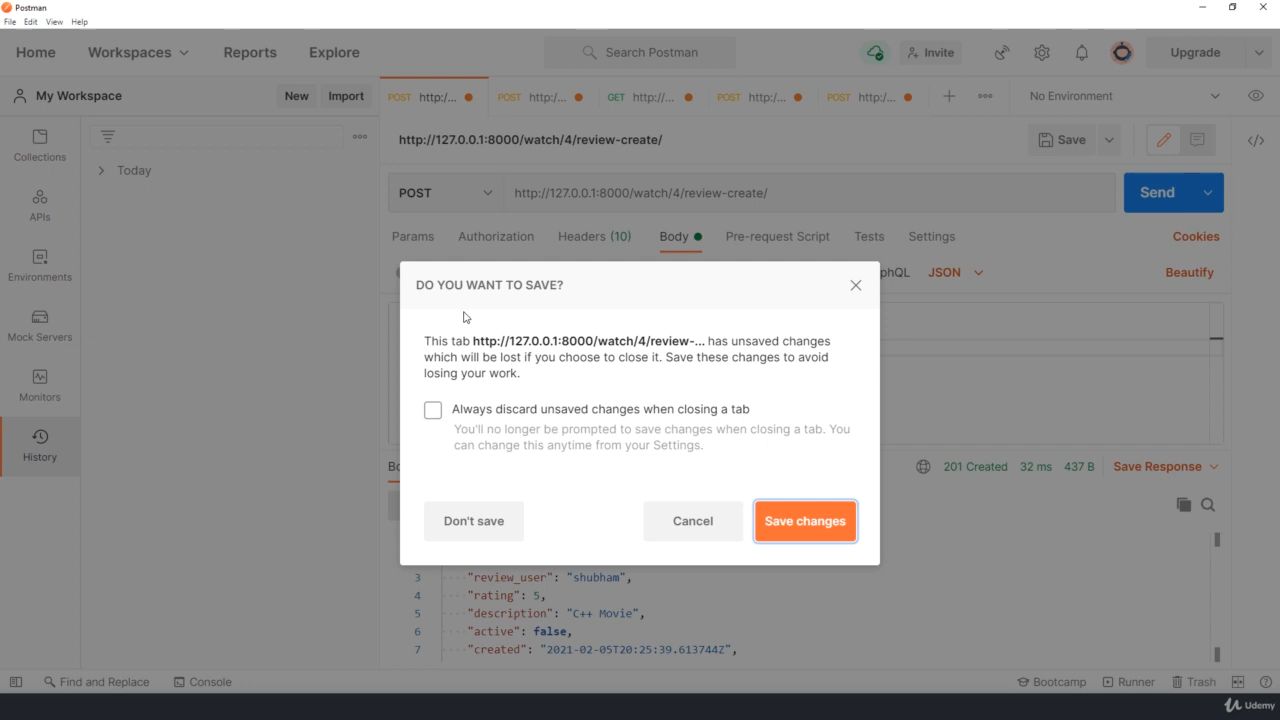 Postman
File Edit View Help
Home Workspaces Reports Explore Search Postman Invite Upgrade
My Workspace New Import POST http:/... POST http:/... GET http://... POST http:/... POST http:/... No Environment
http://127.0.0.1:8000/watch/4/review-create/ Save
Collections
Today
POST http://127.0.0.1:8000/watch/4/review-create/ Send
APIs
Params Authorization Headers (10) Body Pre-request Script Tests Settings Cookies
Environments
phQL JSON Beautify
DO YOU WANT TO SAVE?
Mock Servers
This tab http://127.0.0.1:8000/watch/4/review-... has unsaved changes
which will be lost if you choose to close it. Save these changes to avoid
losing your work.
Monitors
Always discard unsaved changes when closing a tab
You'll no longer be prompted to save changes when closing a tab. You
can change this anytime from your Settings.
History
Bo 201 Created 32 ms 437 B Save Response
Don't save Cancel Save changes
3 "review_user": "shubham",
4 "rating": 5,
5 "description": "C++ Movie",
6 "active": false,
7 "created": "2021-02-05T20:25:39.613744Z",
Find and Replace Console Bootcamp Runner Trash
Udemy